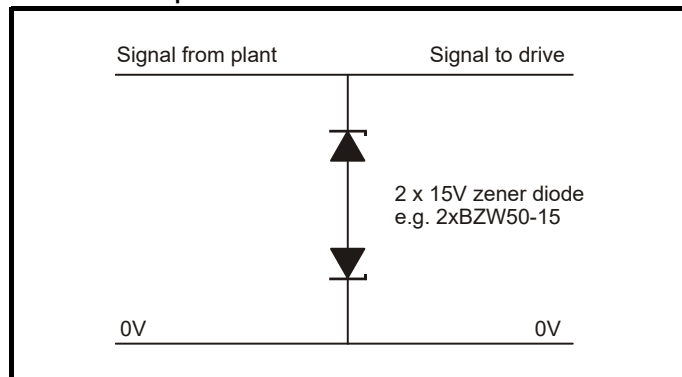 Signal from plant
Signal to drive
2 x 15V zener diode
e.g. 2xBZW50-15
0V
0V